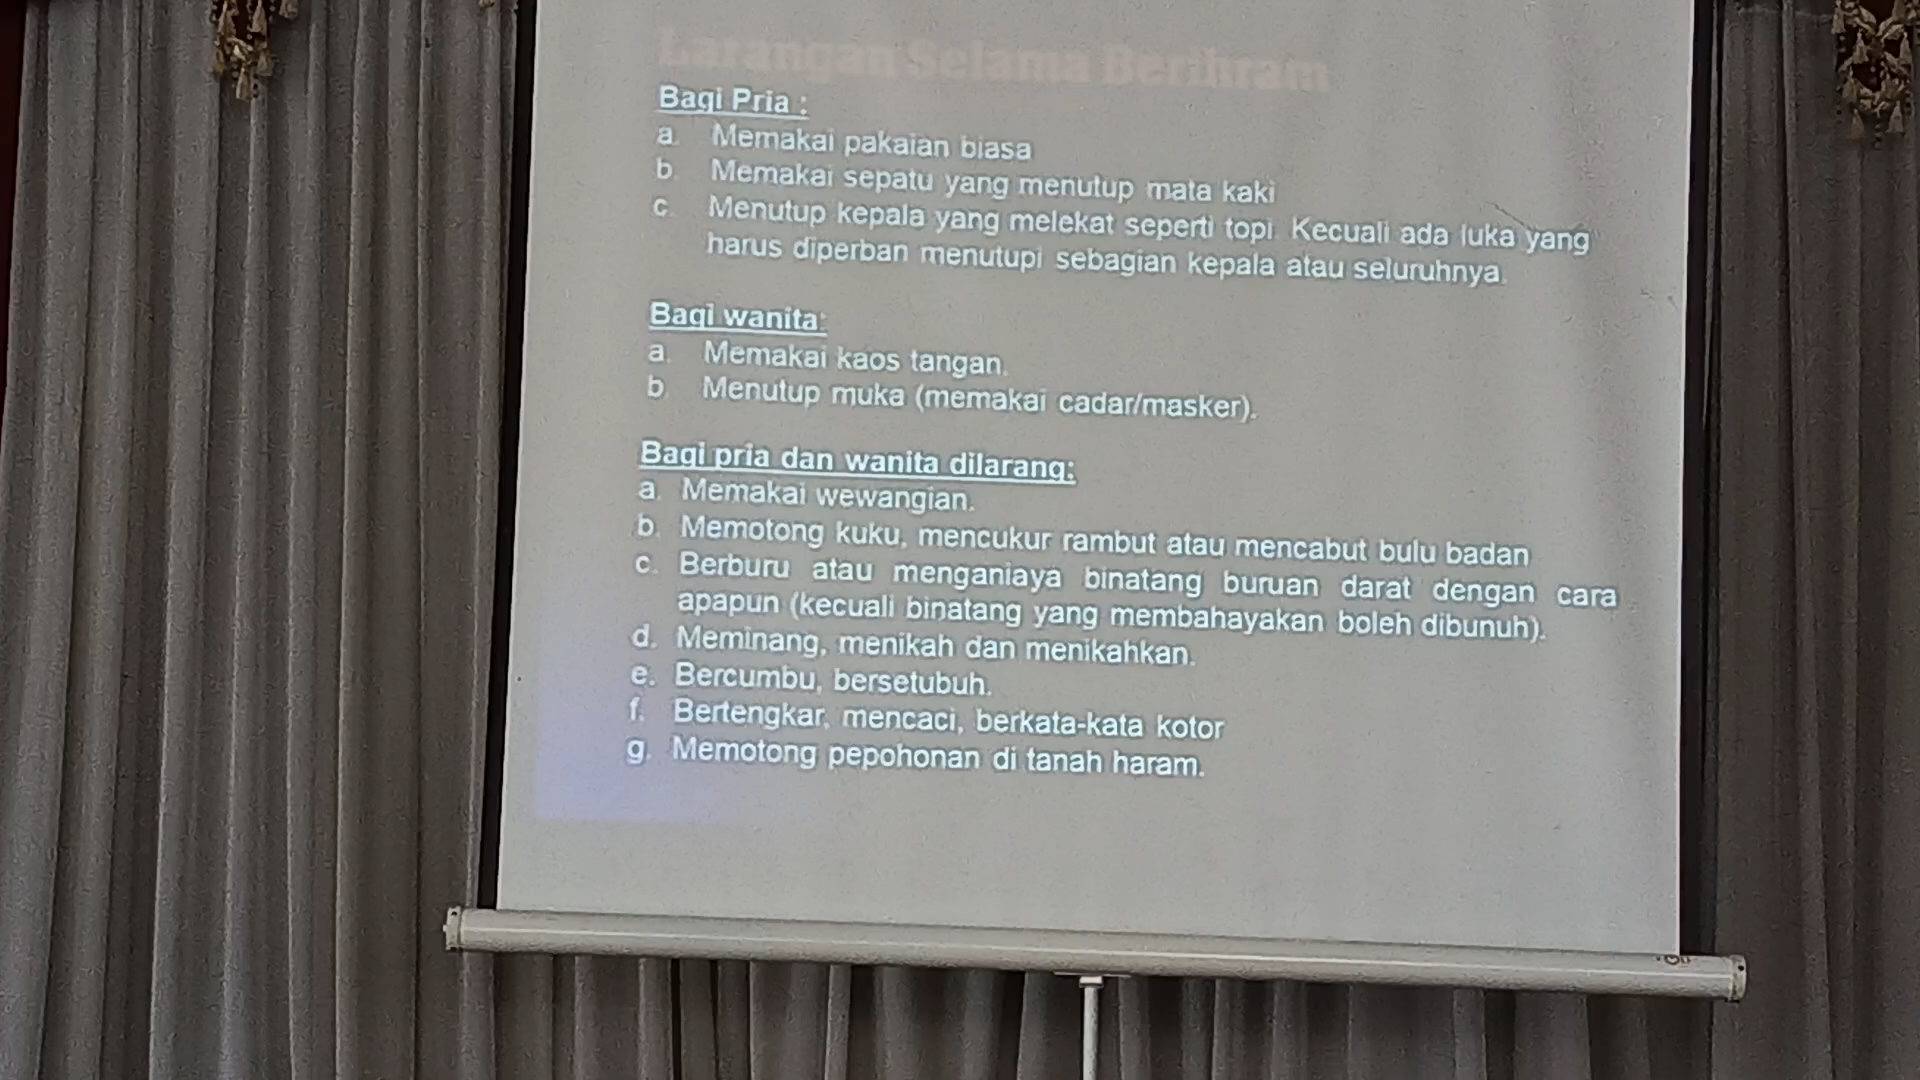 Larangan Selama Berihram
Bagi Pria :
a. Memakai pakaian biasa
b. Memakai sepatu yang menutup mata kaki
c. Menutup kepala yang melekat seperti topi. Kecuali ada luka yang
harus diperban menutupi sebagian kepala atau seluruhnya.
Bagi wanita:
a. Memakai kaos tangan.
b. Menutup muka (memakai cadar/masker).
Bagi pria dan wanita dilarang:
a. Memakai wewangian.
b. Memotong kuku, mencukur rambut atau mencabut bulu badan
c. Berburu atau menganiaya binatang buruan darat dengan cara
apapun (kecuali binatang yang membahayakan boleh dibunuh).
d. Meminang, menikah dan menikahkan.
e. Bercumbu, bersetubuh.
f. Bertengkar, mencaci, berkata-kata kotor
g. Memotong pepohonan di tanah haram.